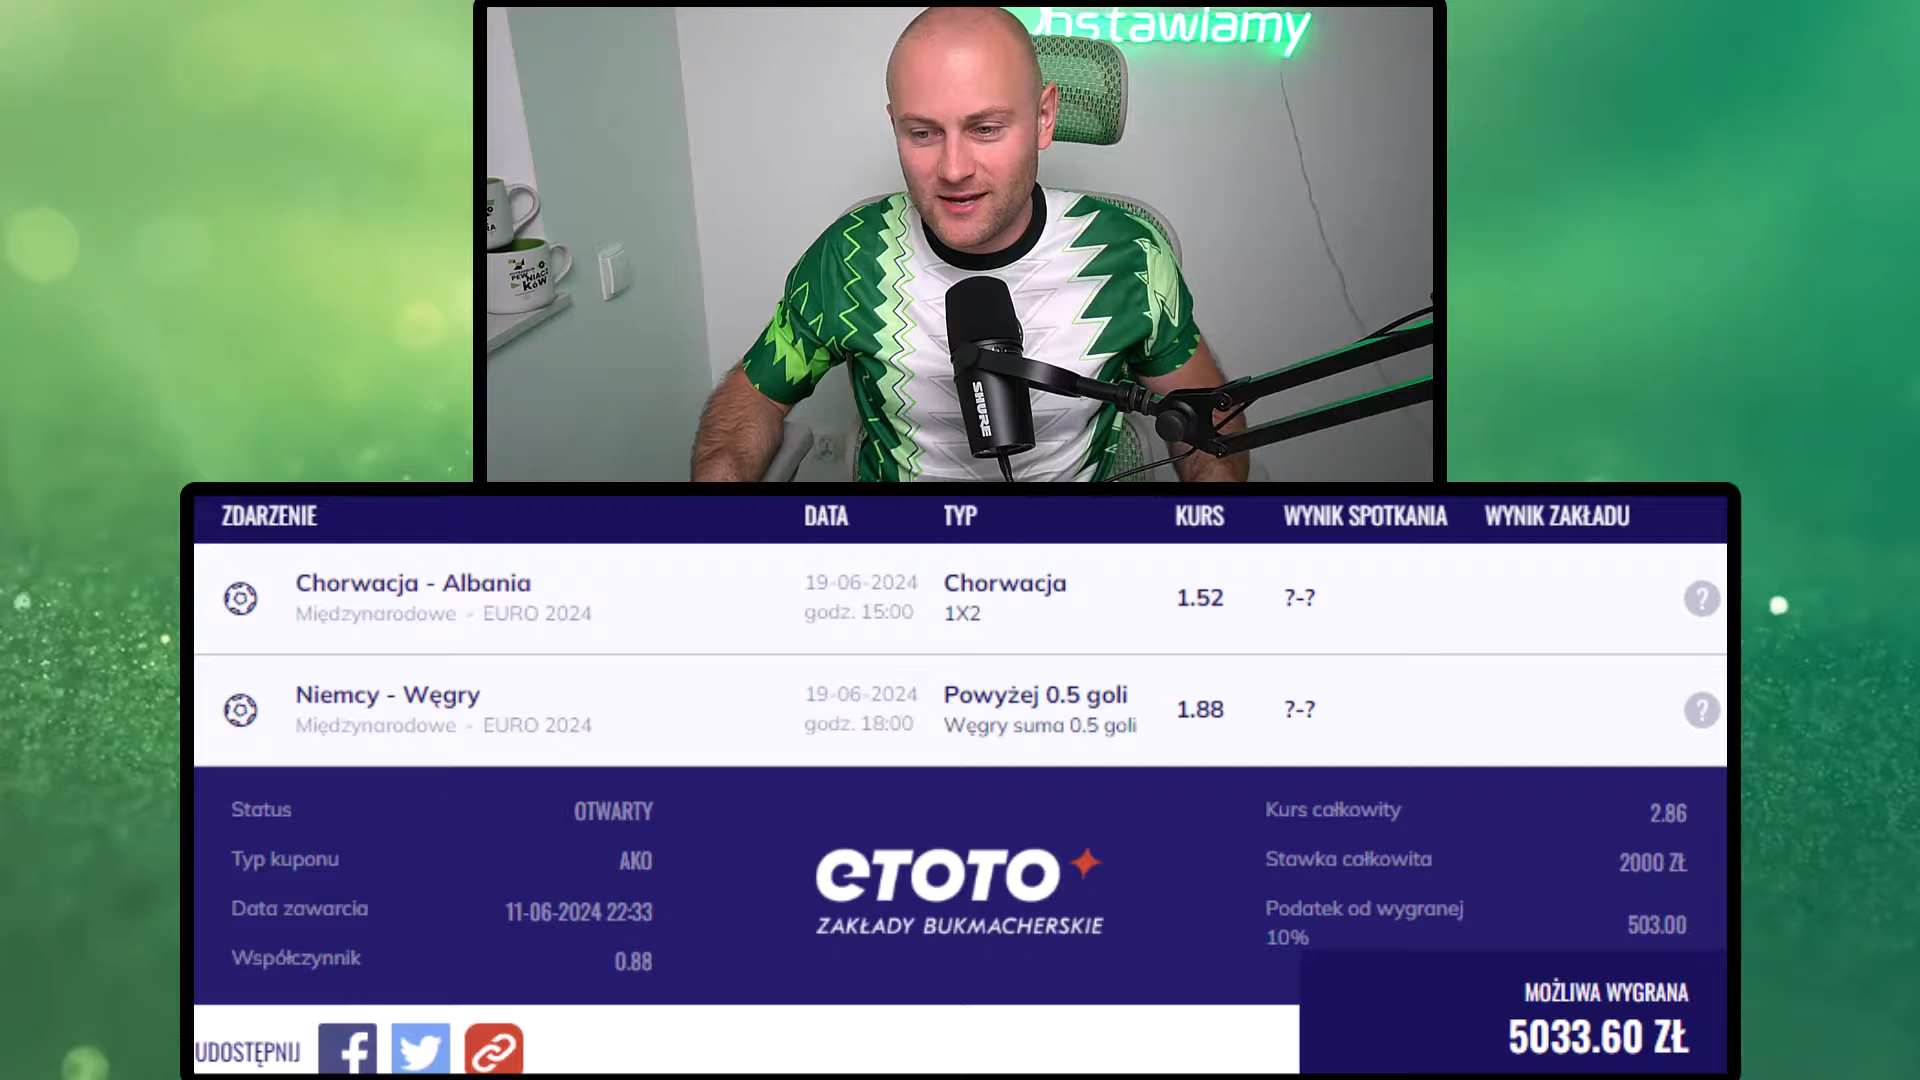 Obstawiamy
PEWNIACZ
KÓW
SHURE
ZDARZENIE DATA TYP KURS WYNIK SPOTKANIA WYNIK ZAKŁADU
Chorwacja - Albania 19-06-2024 Chorwacja 1.52 ?-? ?
Międzynarodowe - EURO 2024 godz. 15:00 1X2
Niemcy - Węgry 19-06-2024 Powyżej 0.5 goli 1.88 ?-? ?
Międzynarodowe - EURO 2024 godz. 18:00 Węgry suma 0.5 goli
Status OTWARTY Kurs całkowity 2.86
Typ kuponu AKO Stawka całkowita 2000 ZŁ
Data zawarcia 11-06-2024 22:33 Podatek od wygranej 10% 503.00
Współczynnik 0.88
eTOTO
ZAKŁADY BUKMACHERSKIE
MOŻLIWA WYGRANA
5033.60 ZŁ
UDOSTĘPNIJ